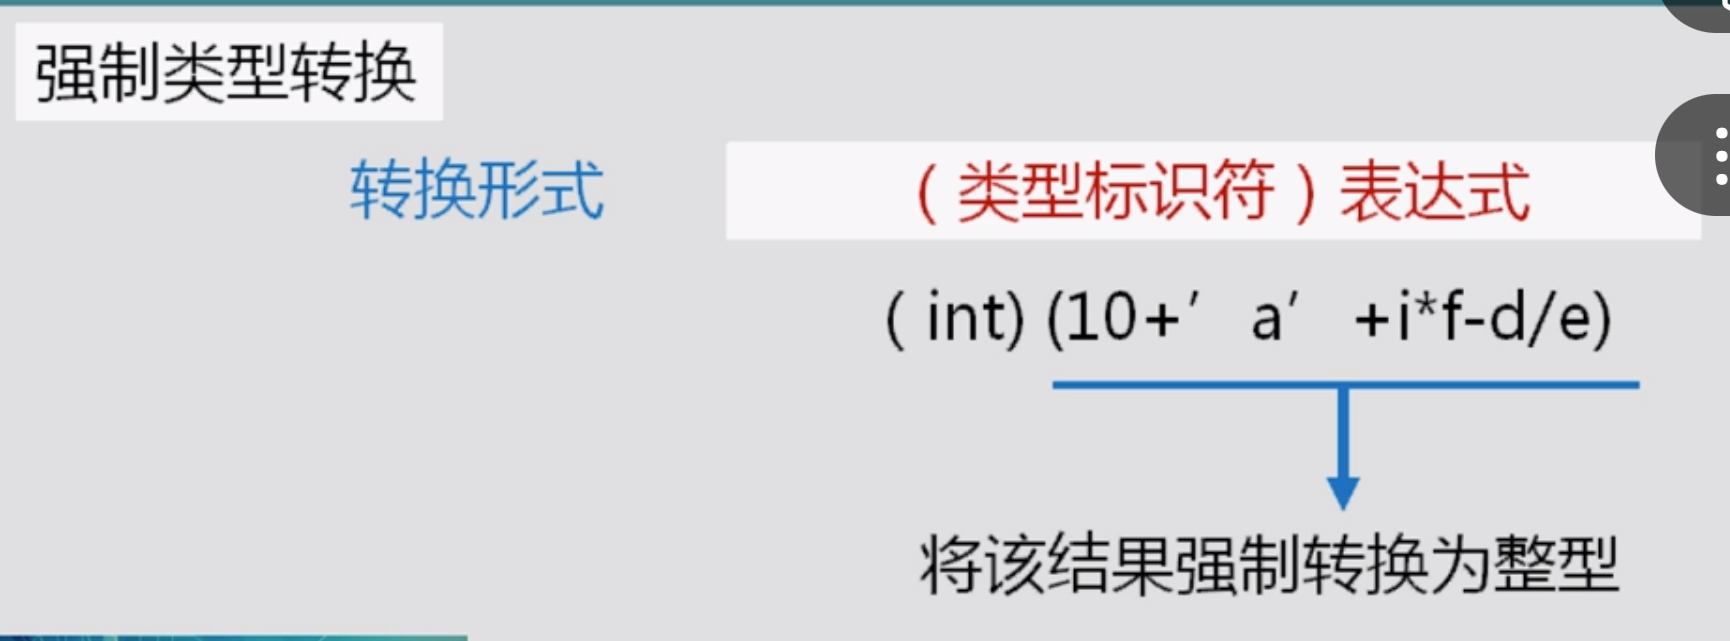 强制类型转换
转换形式
（类型标识符）表达式
( int) (10+′ a′ +i*f-d/e)
将该结果强制转换为整型